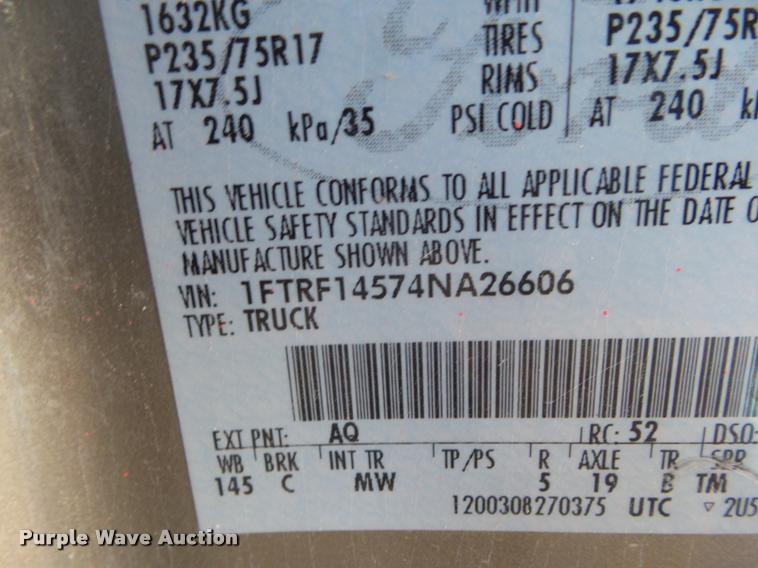 1632KG
P235/75R17 TIRES P235/75R
17X7.5J RIMS 17X7.5J
AT 240 kPa/35 PSI COLD AT 240
THIS VEHICLE CONFORMS TO ALL APPLICABLE FEDERAL
VEHICLE SAFETY STANDARDS IN EFFECT ON THE DATE O
MANUFACTURE SHOWN ABOVE.
VIN: 1FTRF14574NA26606
TYPE: TRUCK
EXT PNT: AQ RC: 52 DSO:
WB BRK INT TR TP/PS R AXLE TR SPR
145 C MW 5 19 B TM
1200308270375 UTC ▽ 2U5
Purple Wave Auction